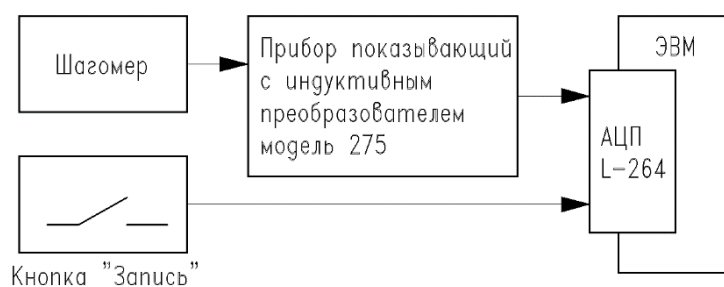 Шагомер
Прибор показывающий
с индуктивным
преобразователем
модель 275
ЭВМ
АЦП
L-264
Кнопка "Запись"